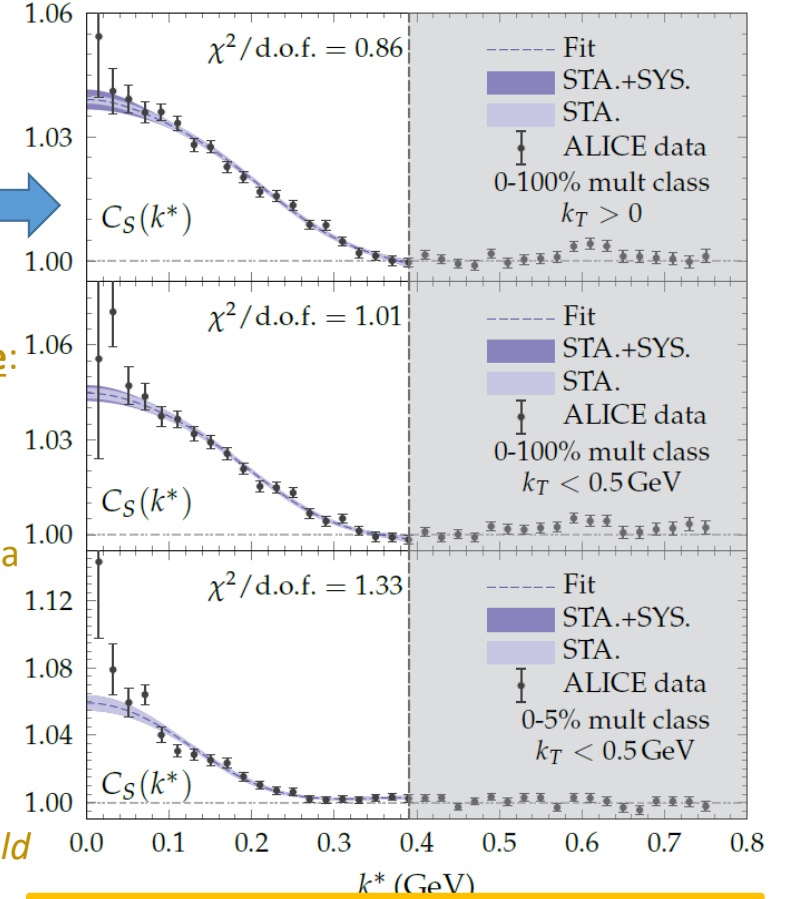 1.06
χ²/d.o.f. = 0.86
Fit
STA.+SYS.
STA.
1.03
ALICE data
0-100% mult class
k_T > 0
C_S(k*)
1.00
χ²/d.o.f. = 1.01
Fit
e:
1.06
STA.+SYS.
STA.
ALICE data
1.03
0-100% mult class
k_T < 0.5 GeV
C_S(k*)
1.00
a
χ²/d.o.f. = 1.33
Fit
1.12
STA.+SYS.
STA.
1.08
ALICE data
0-5% mult class
1.04
k_T < 0.5 GeV
C_S(k*)
1.00
ld
0.0 0.1 0.2 0.3 0.4 0.5 0.6 0.7 0.8
k* (GeV)